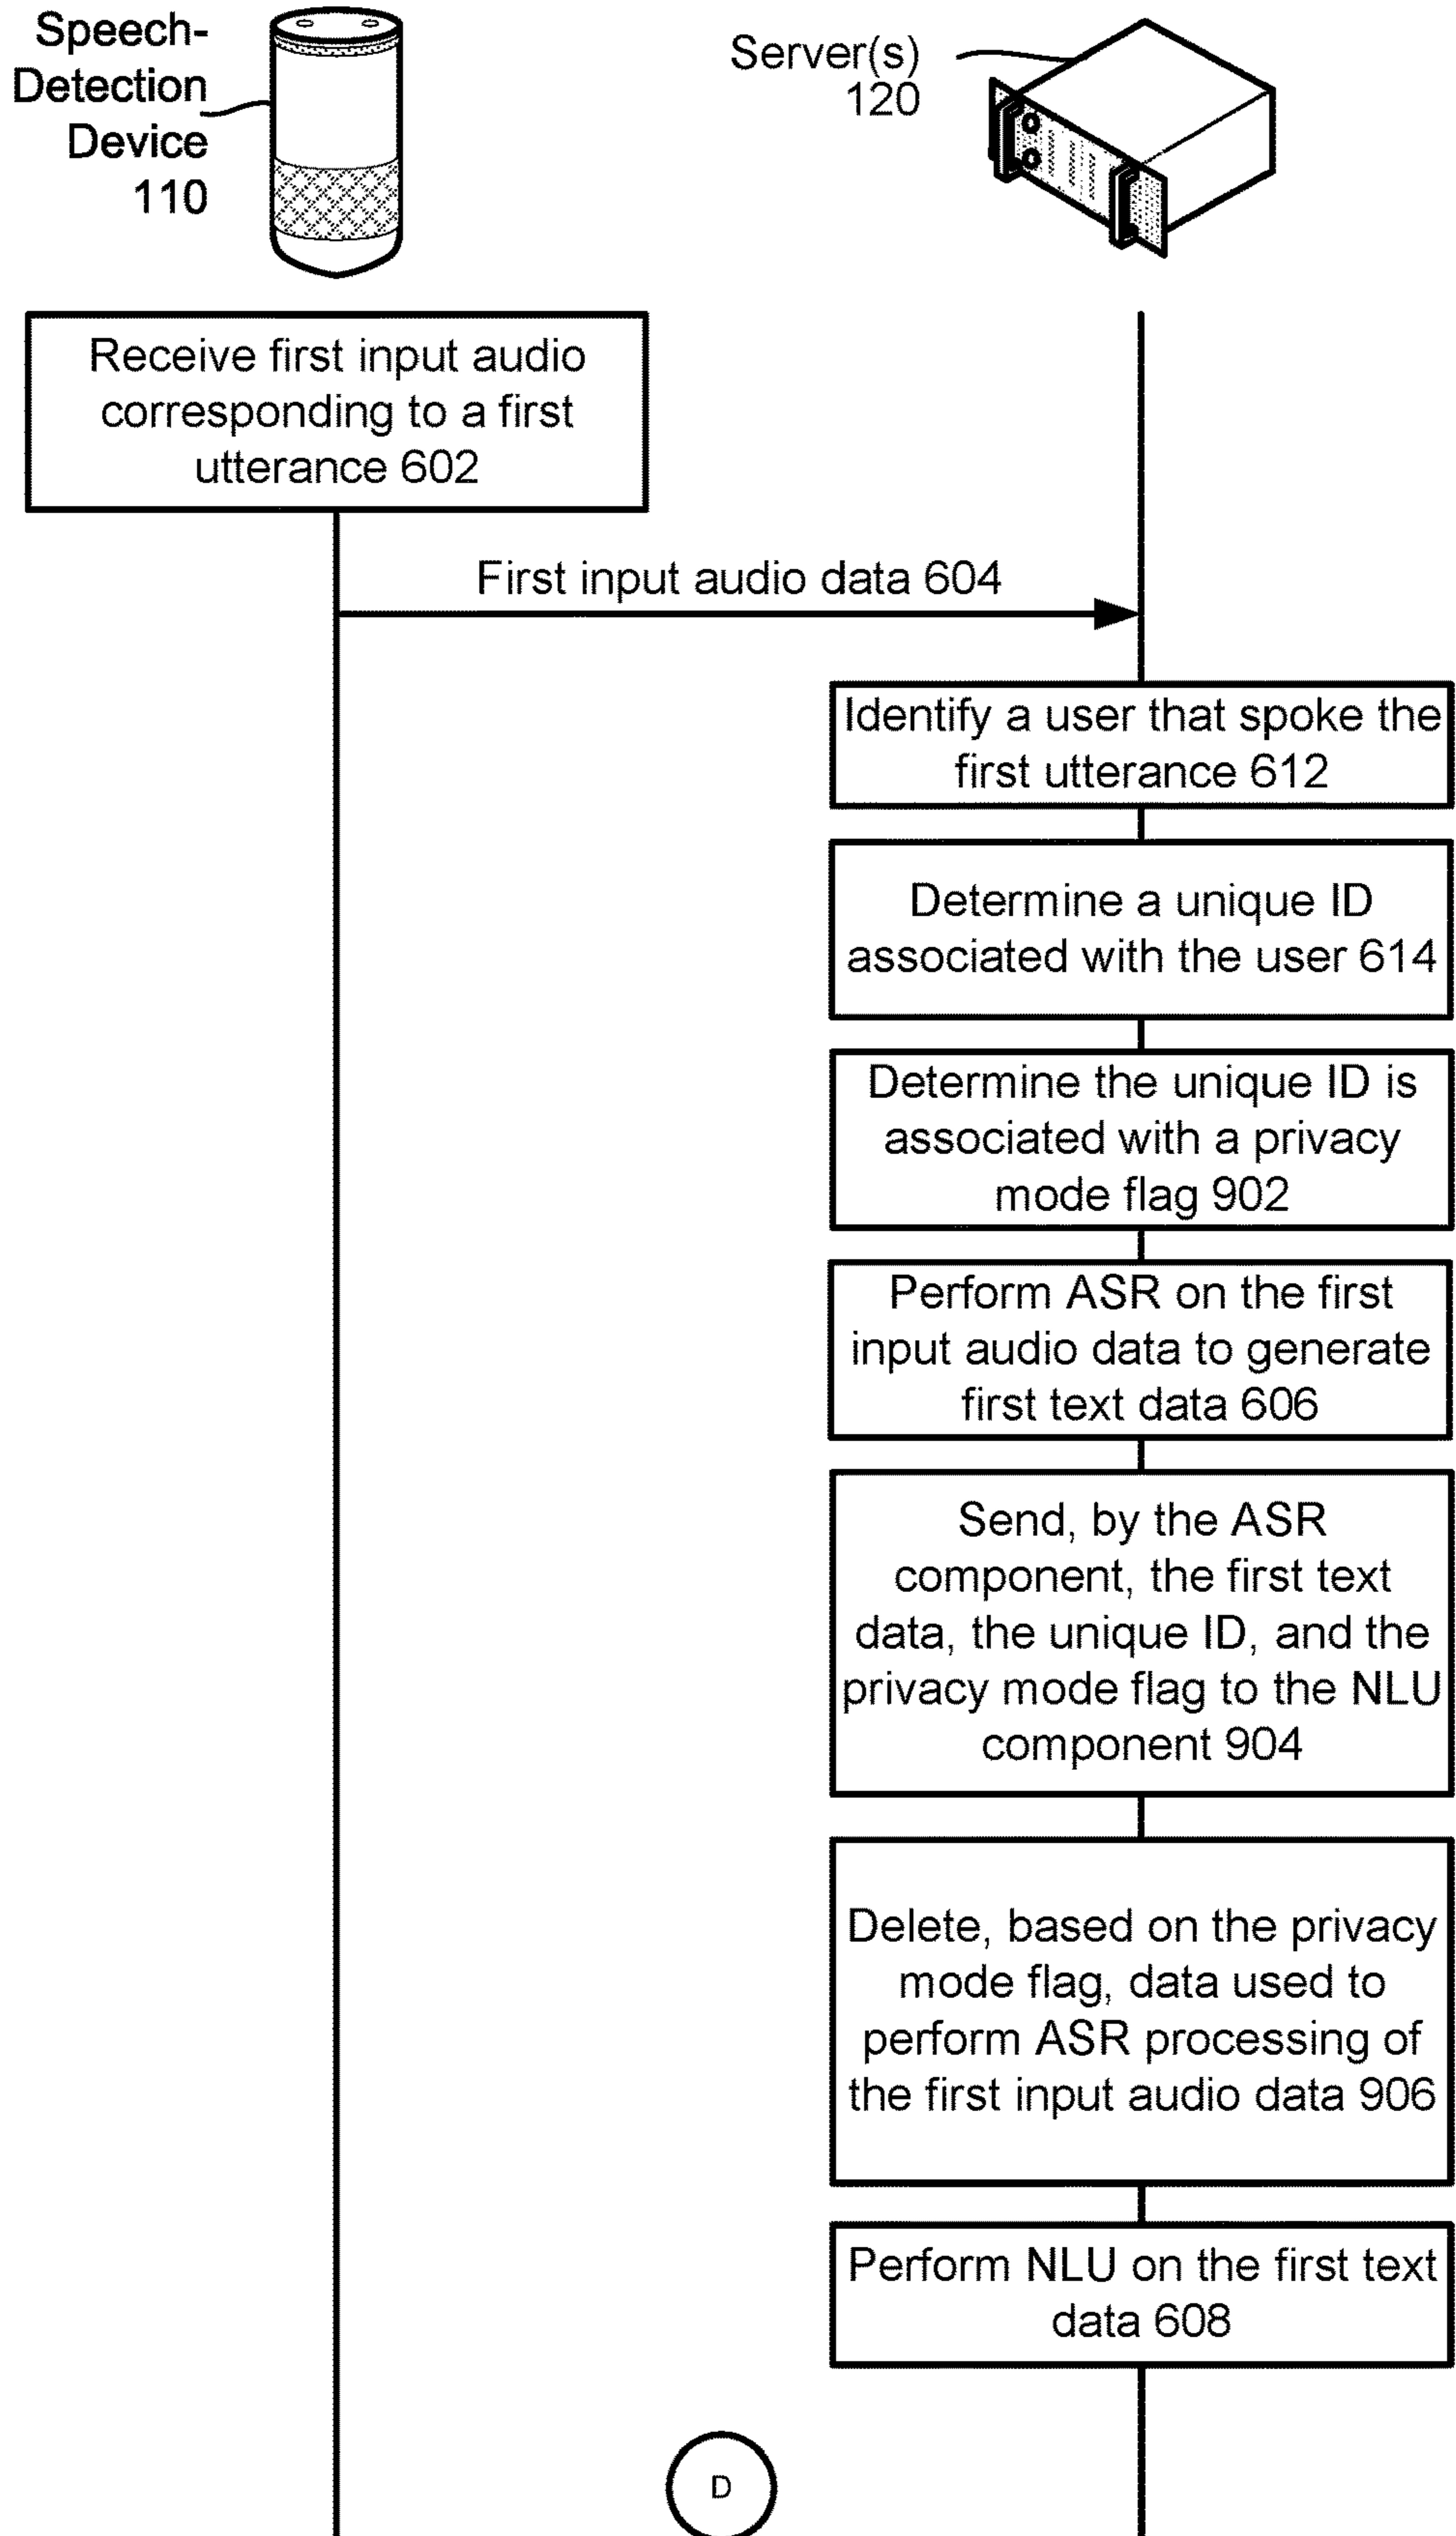 Speech-
Detection
Device
110
Server(s)
120
Receive first input audio
corresponding to a first
utterance 602
First input audio data 604
Identify a user that spoke the
first utterance 612
Determine a unique ID
associated with the user 614
Determine the unique ID is
associated with a privacy
mode flag 902
Perform ASR on the first
input audio data to generate
first text data 606
Send, by the ASR
component, the first text
data, the unique ID, and the
privacy mode flag to the NLU
component 904
Delete, based on the privacy
mode flag, data used to
perform ASR processing of
the first input audio data 906
Perform NLU on the first text
data 608
D